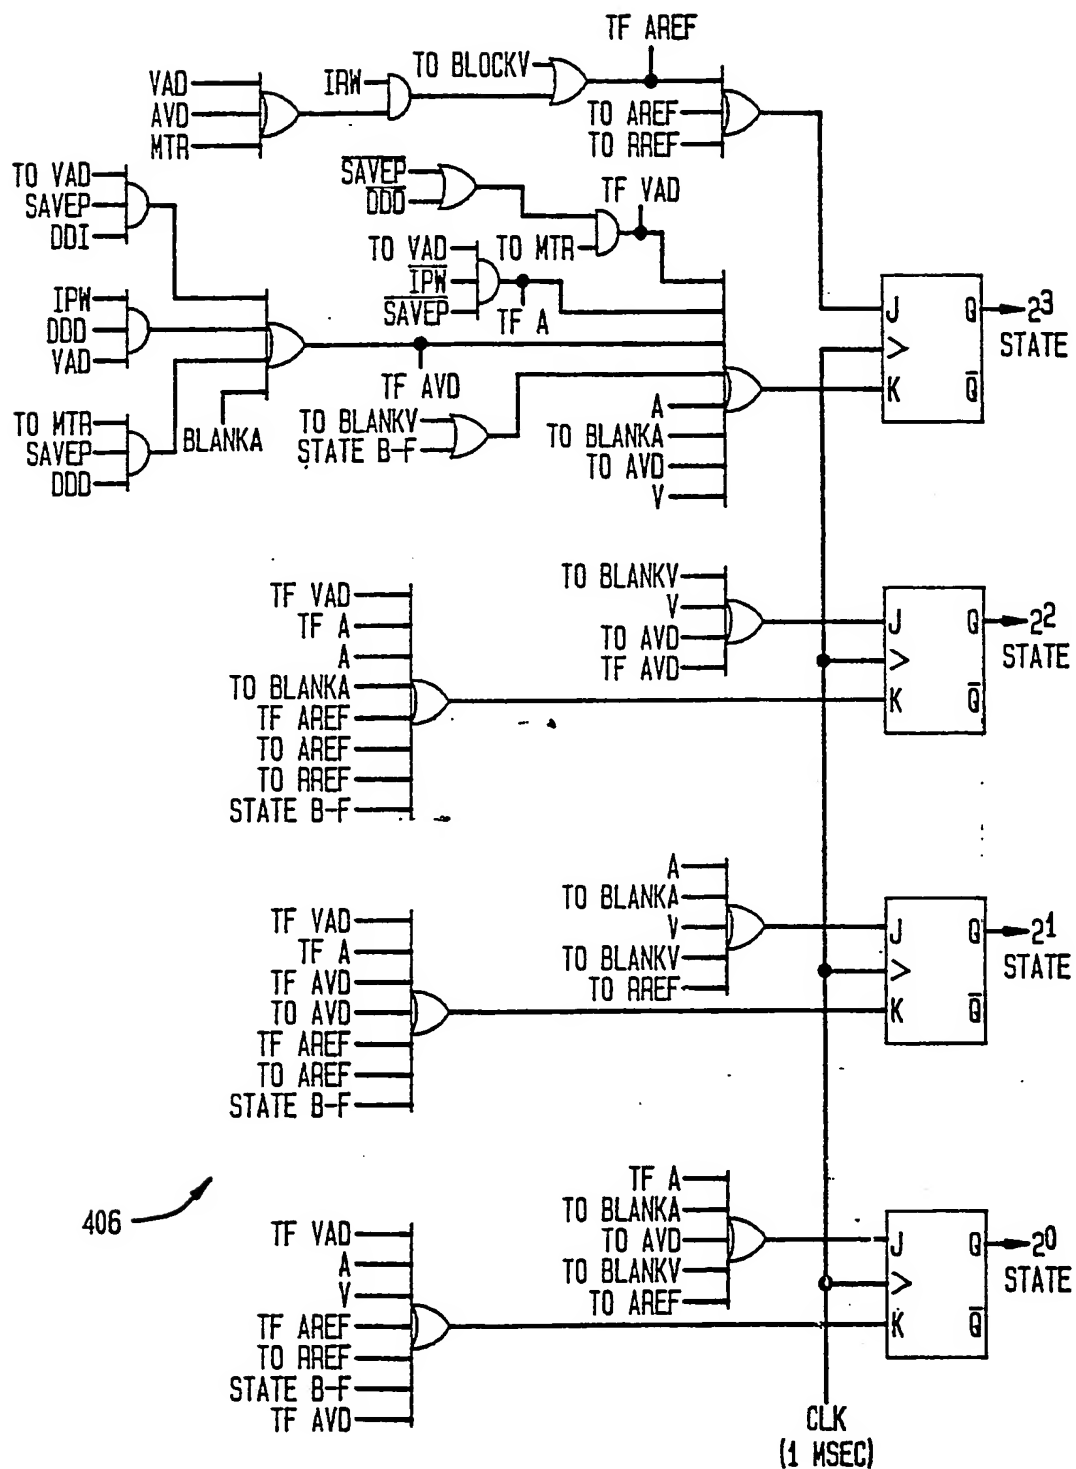 TF AREF
TO BLOCKV
IRW
VAD
AVD
MTR
TO AREF
TO RREF
TO VAD
SAVEP
DDI
SAVEP
DDD
TF VAD
TO MTR
TO VAD
IPW
SAVEP
TF A
IPW
DDD
VAD
TF AVD
TO MTR
SAVEP
DDD
BLANKA
TO BLANKV
STATE B-F
A
TO BLANKA
TO AVD
V
J Q 2³
STATE
>
K Q
TF VAD
TF A
A
TO BLANKA
TF AREF
TO AREF
TO RREF
STATE B-F
TO BLANKV
V
TO AVD
TF AVD
J Q 2²
STATE
>
K Q
TF VAD
TF A
TF AVD
TO AVD
TF AREF
TO AREF
STATE B-F
A
TO BLANKA
V
TO BLANKV
TO RREF
J Q 2¹
STATE
>
K Q
406
TF VAD
A
V
TF AREF
TO RREF
STATE B-F
TF AVD
TF A
TO BLANKA
TO AVD
TO BLANKV
TO AREF
J Q 2⁰
STATE
>
K Q
CLK
(1 MSEC)